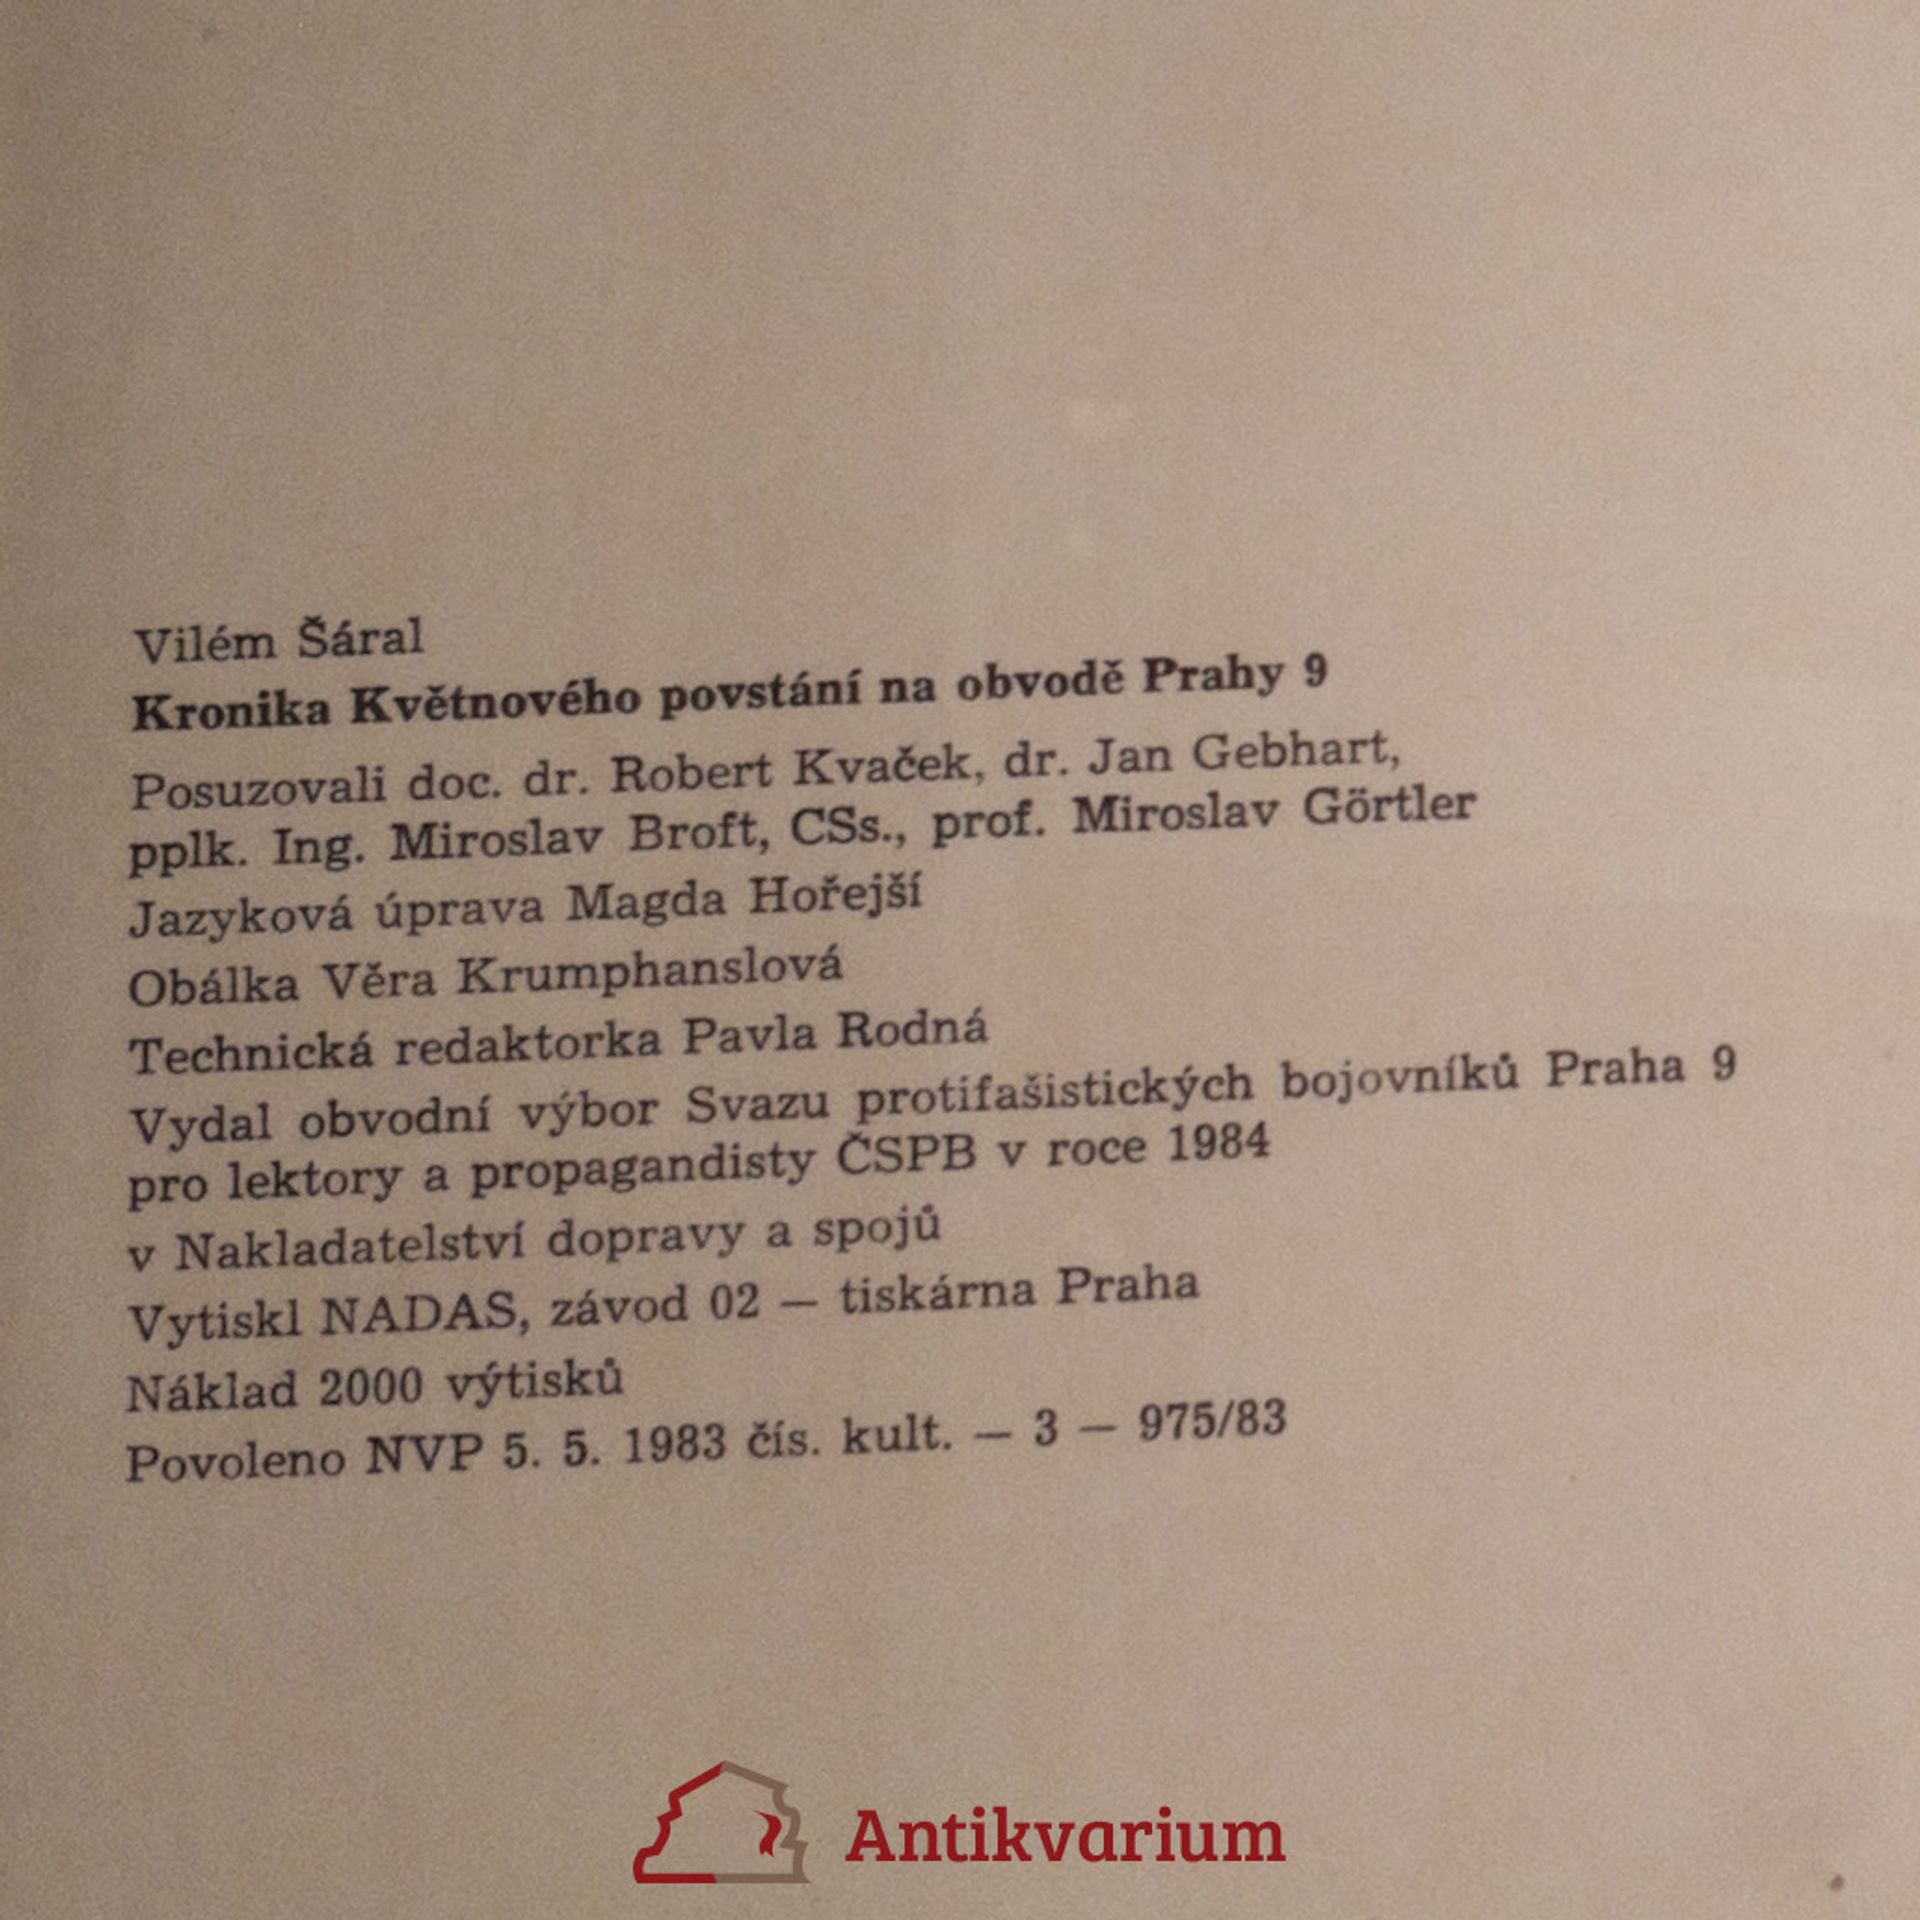 Vilém Šáral
Kronika Květnového povstání na obvodě Prahy 9
Posuzovali doc. dr. Robert Kvaček, dr. Jan Gebhart,
pplk. Ing. Miroslav Broft, CSs., prof. Miroslav Görtler
Jazyková úprava Magda Hořejší
Obálka Věra Krumphanslová
Technická redaktorka Pavla Rodná
Vydal obvodní výbor Svazu protifašistických bojovníků Praha 9
pro lektory a propagandisty ČSPB v roce 1984
v Nakladatelství dopravy a spojů
Vytiskl NADAS, závod 02 — tiskárna Praha
Náklad 2000 výtisků
Povoleno NVP 5. 5. 1983 čís. kult. — 3 — 975/83
Antikvarium